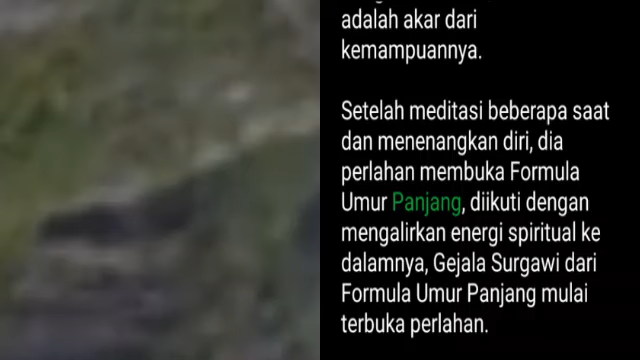 adalah akar dari
kemampuannya.
Setelah meditasi beberapa saat
dan menenangkan diri, dia
perlahan membuka Formula
Umur Panjang, diikuti dengan
mengalirkan energi spiritual ke
dalamnya, Gejala Surgawi dari
Formula Umur Panjang mulai
terbuka perlahan.